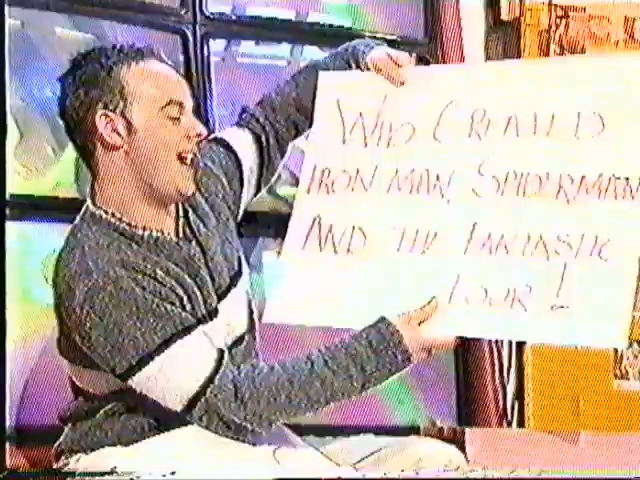 WHO CREATED
IRON MAN, SPIDERMAN
AND THE FANTASTIC
FOUR!